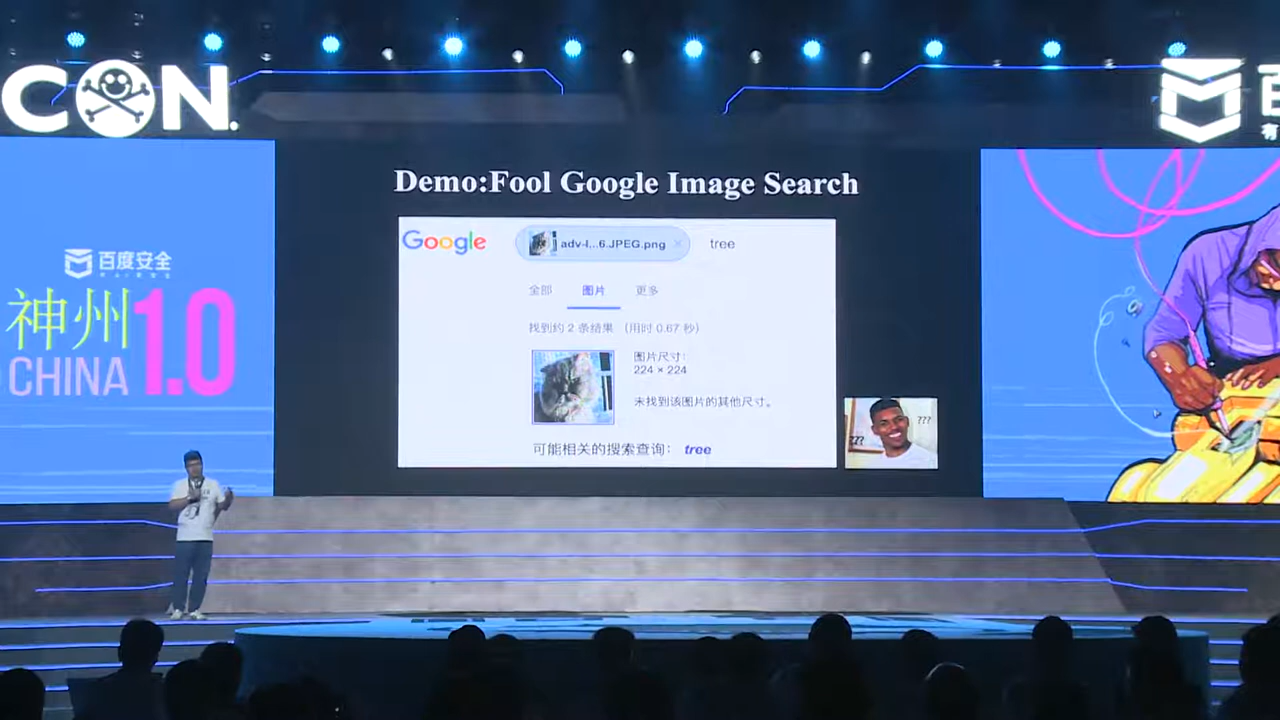 CON.
百
有
百度安全
神州
CHINA
1.0
Demo:Fool Google Image Search
Google
adv-I...6.JPEG.png ×
tree
全部 图片 更多
找到约 2 条结果 (用时 0.67 秒)
图片尺寸:
224 × 224
未找到该图片的其他尺寸。
可能相关的搜索查询: tree
???
???